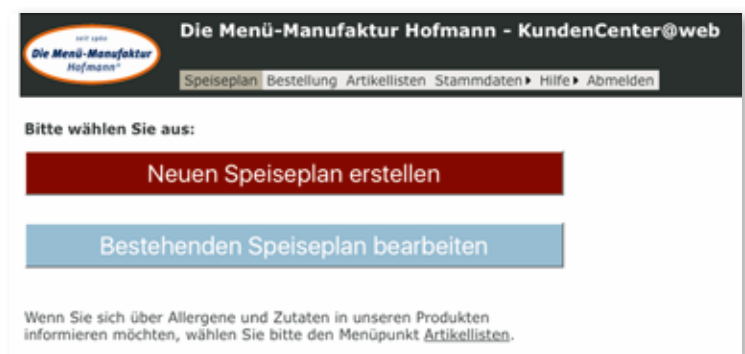 Die Menü-Manufaktur Hofmann - KundenCenter@web
seit 1960
Die Menü-Manufaktur
Hofmann®
Speiseplan Bestellung Artikellisten Stammdaten Hilfe Abmelden
Bitte wählen Sie aus:
Neuen Speiseplan erstellen
Bestehenden Speiseplan bearbeiten
Wenn Sie sich über Allergene und Zutaten in unseren Produkten
informieren möchten, wählen Sie bitte den Menüpunkt Artikellisten.